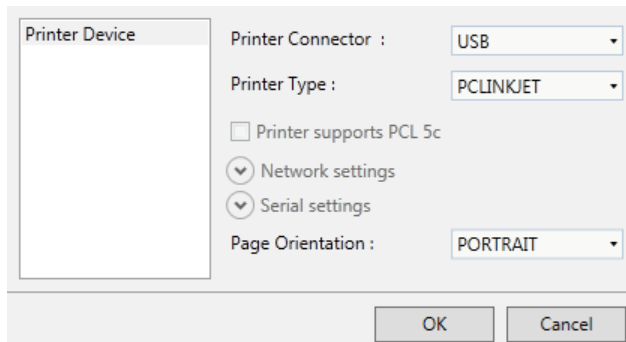 Printer Device
Printer Connector :
USB
Printer Type :
PCLINKJET
Printer supports PCL 5c
Network settings
Serial settings
Page Orientation :
PORTRAIT
OK
Cancel